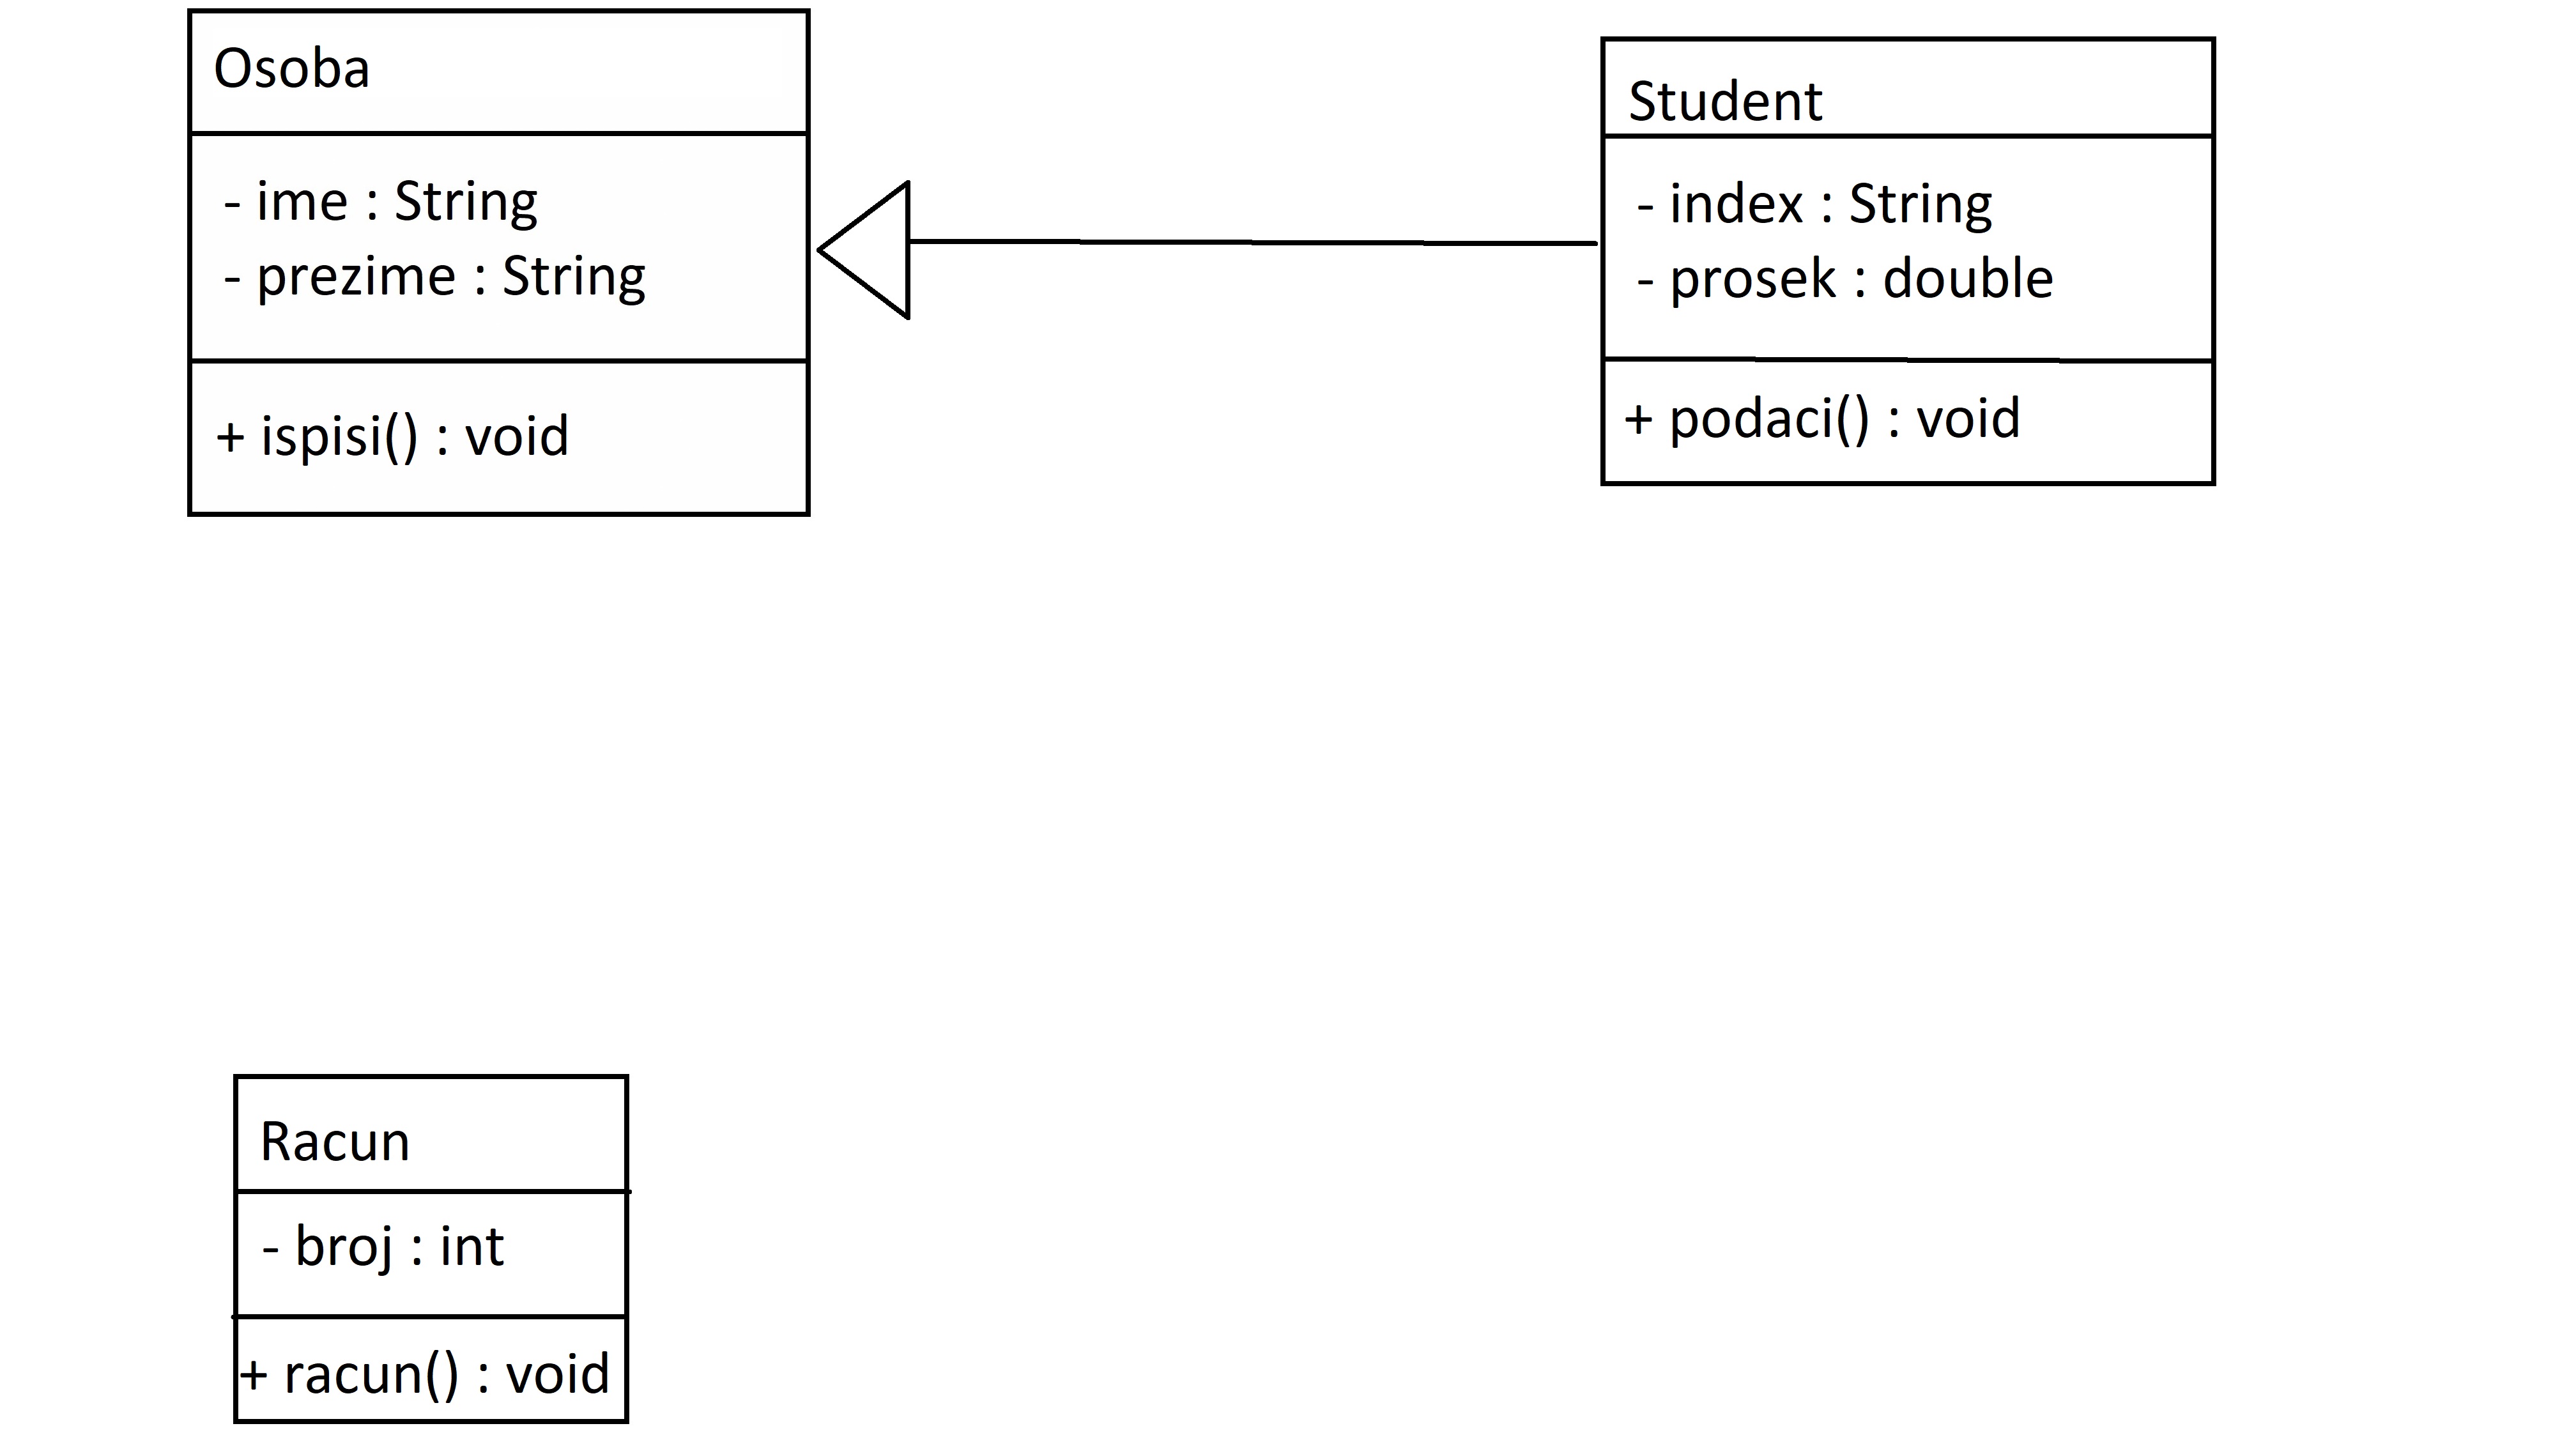 Osoba
- ime : String
- prezime : String
+ ispisi() : void
Student
- index : String
- prosek : double
+ podaci() : void
Racun
- broj : int
+ racun() : void